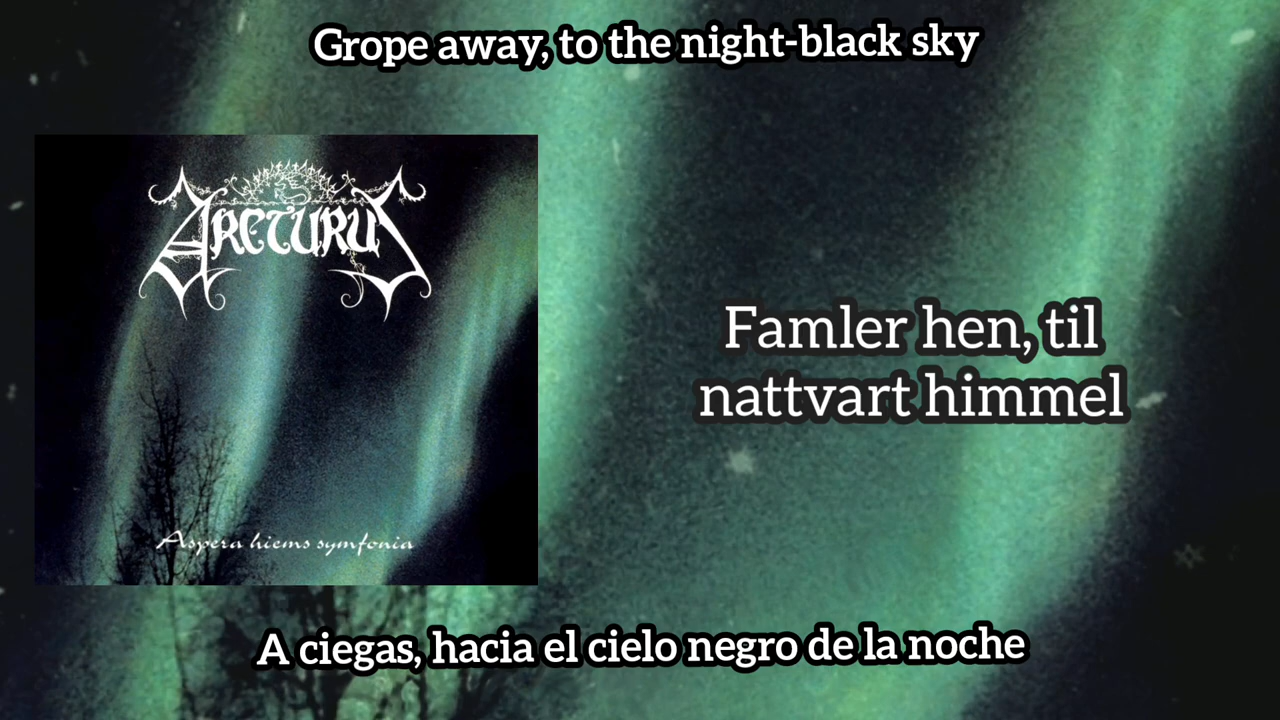 Grope away, to the night-black sky
ARCTURUS
Famler hen, til
nattvart himmel
Aspera hiems symfonia
A ciegas, hacia el cielo negro de la noche